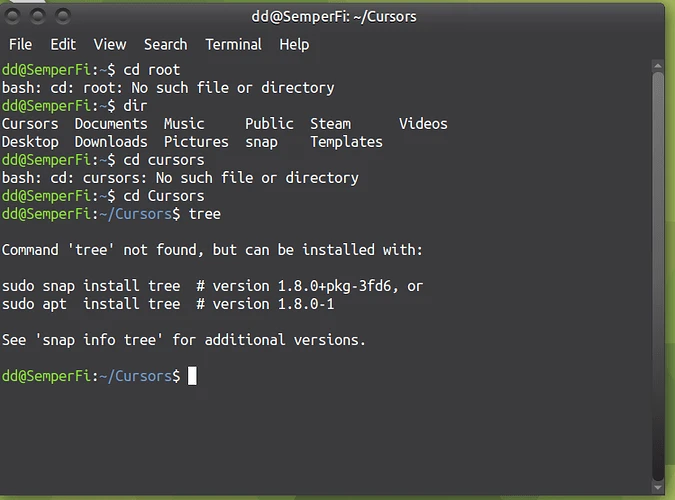 dd@SemperFi: ~/Cursors
File Edit View Search Terminal Help
dd@SemperFi:~$ cd root
bash: cd: root: No such file or directory
dd@SemperFi:~$ dir
Cursors  Documents  Music     Public  Steam      Videos
Desktop  Downloads  Pictures  snap    Templates
dd@SemperFi:~$ cd cursors
bash: cd: cursors: No such file or directory
dd@SemperFi:~$ cd Cursors
dd@SemperFi:~/Cursors$ tree
Command 'tree' not found, but can be installed with:
sudo snap install tree  # version 1.8.0+pkg-3fd6, or
sudo apt  install tree  # version 1.8.0-1
See 'snap info tree' for additional versions.
dd@SemperFi:~/Cursors$